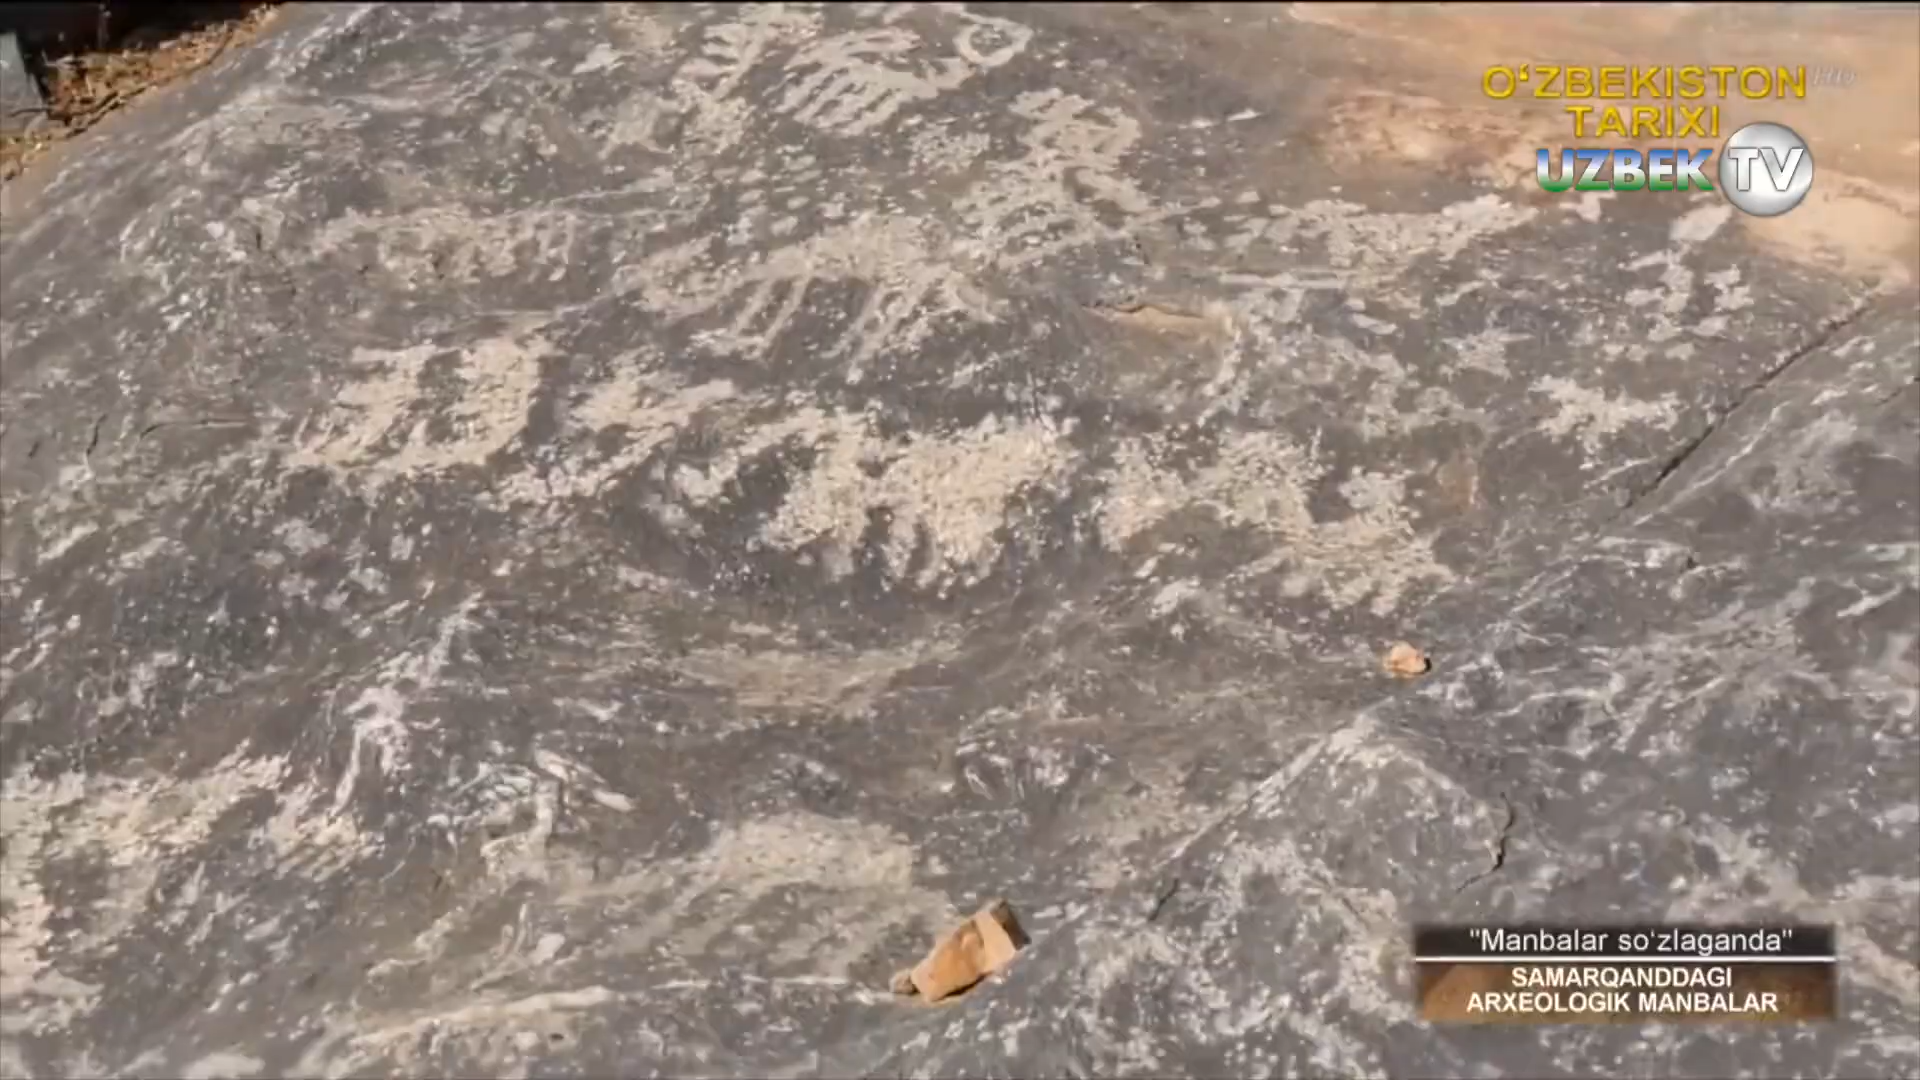 O‘ZBEKISTON
TARIXI
UZBEK TV
"Manbalar so‘zlaganda"
SAMARQANDDAGI
ARXEOLOGIK MANBALAR